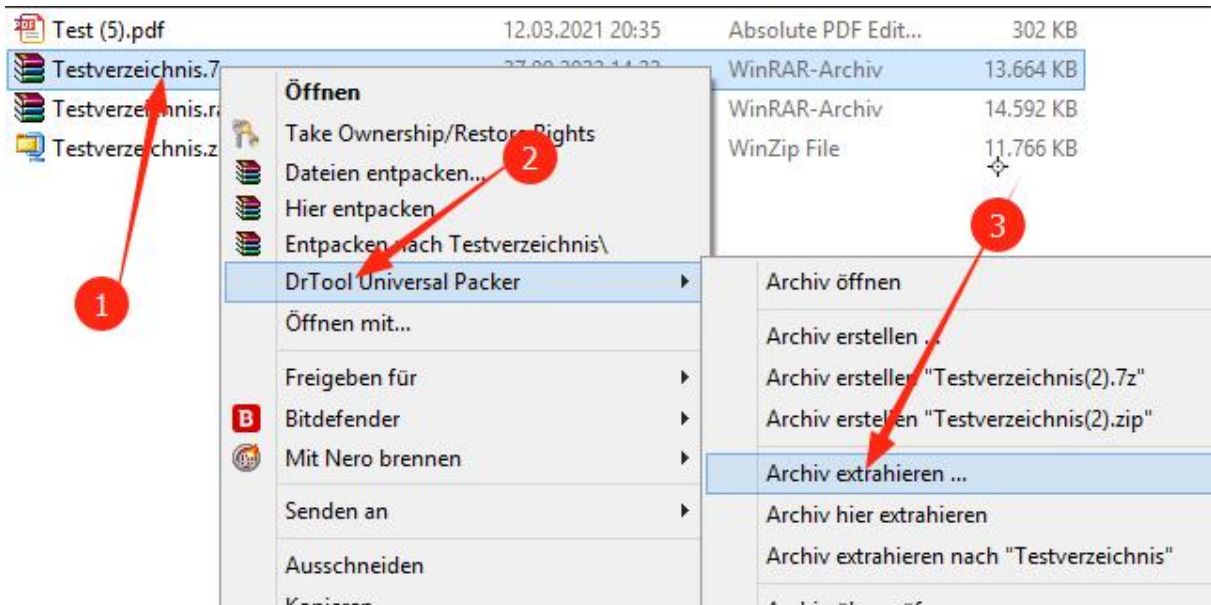 Test (5).pdf 12.03.2021 20:35 Absolute PDF Edit... 302 KB
Testverzeichnis.7 WinRAR-Archiv 13.664 KB
Testverzeichnis.ra WinRAR-Archiv 14.592 KB
Testverzeichnis.z WinZip File 11.766 KB
1
2
3
Öffnen
Take Ownership/Restore Rights
Dateien entpacken...
Hier entpacken
Entpacken nach Testverzeichnis\
DrTool Universal Packer
Öffnen mit...
Freigeben für
B Bitdefender
Mit Nero brennen
Senden an
Ausschneiden
Archiv öffnen
Archiv erstellen ...
Archiv erstellen "Testverzeichnis(2).7z"
Archiv erstellen "Testverzeichnis(2).zip"
Archiv extrahieren ...
Archiv hier extrahieren
Archiv extrahieren nach "Testverzeichnis"